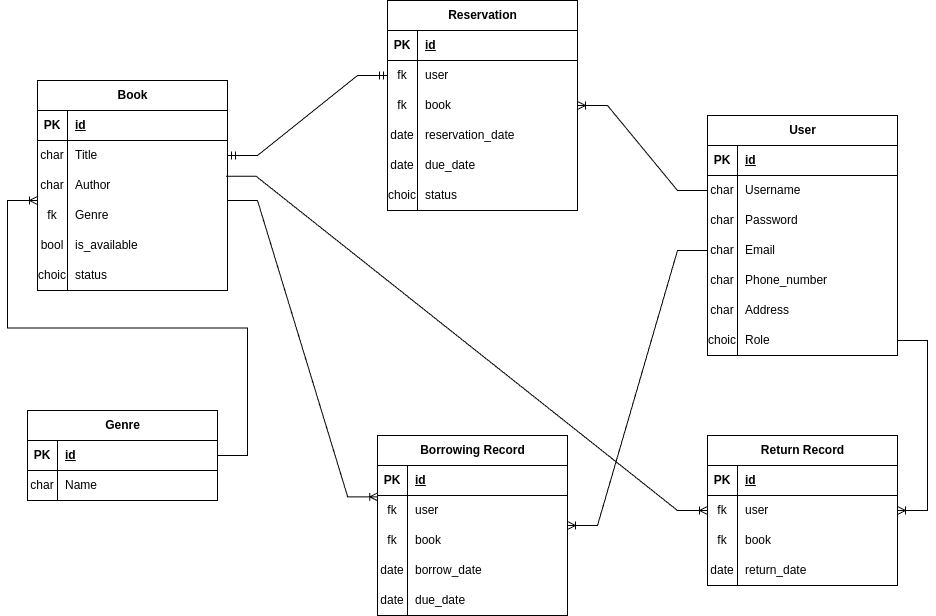 Reservation
PK id
fk user
fk book
date reservation_date
date due_date
choic status
Book
PK id
char Title
char Author
fk Genre
bool is_available
choic status
User
PK id
char Username
char Password
char Email
char Phone_number
char Address
choic Role
Genre
PK id
char Name
Borrowing Record
PK id
fk user
fk book
date borrow_date
date due_date
Return Record
PK id
fk user
fk book
date return_date